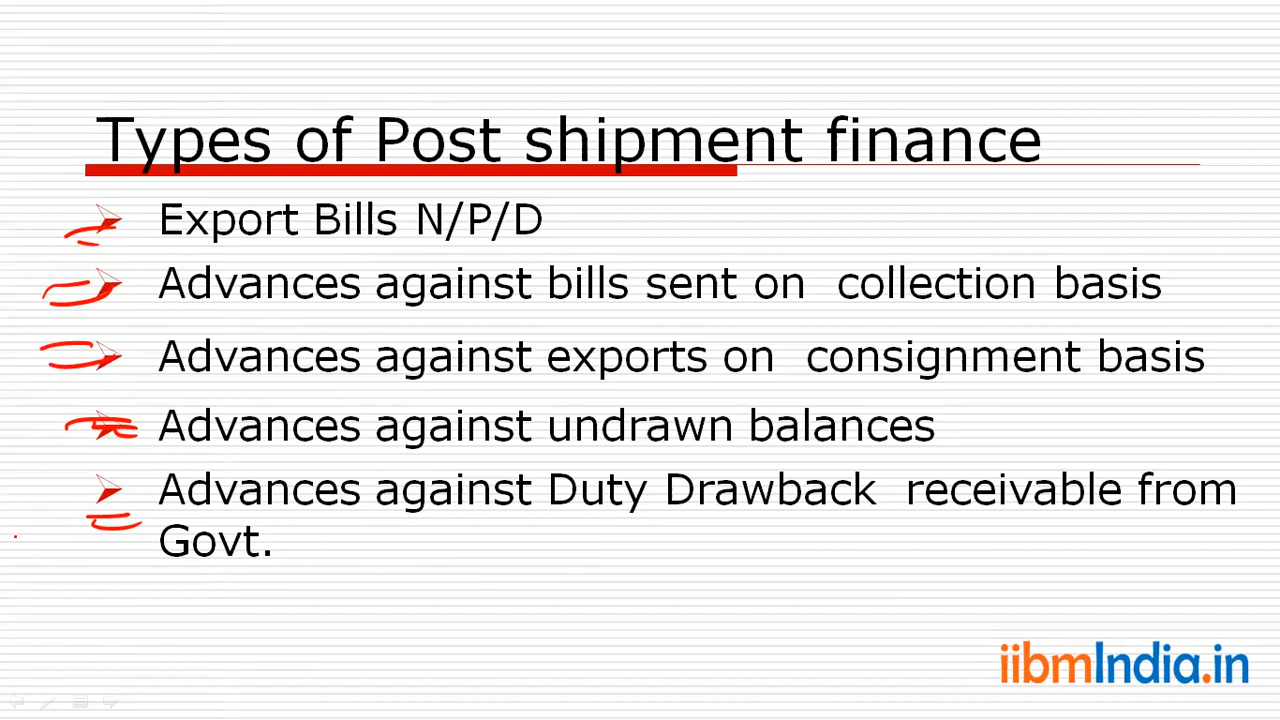 Types of Post shipment finance
Export Bills N/P/D
Advances against bills sent on collection basis
Advances against exports on consignment basis
Advances against undrawn balances
Advances against Duty Drawback receivable from
Govt.
iibmIndia.in